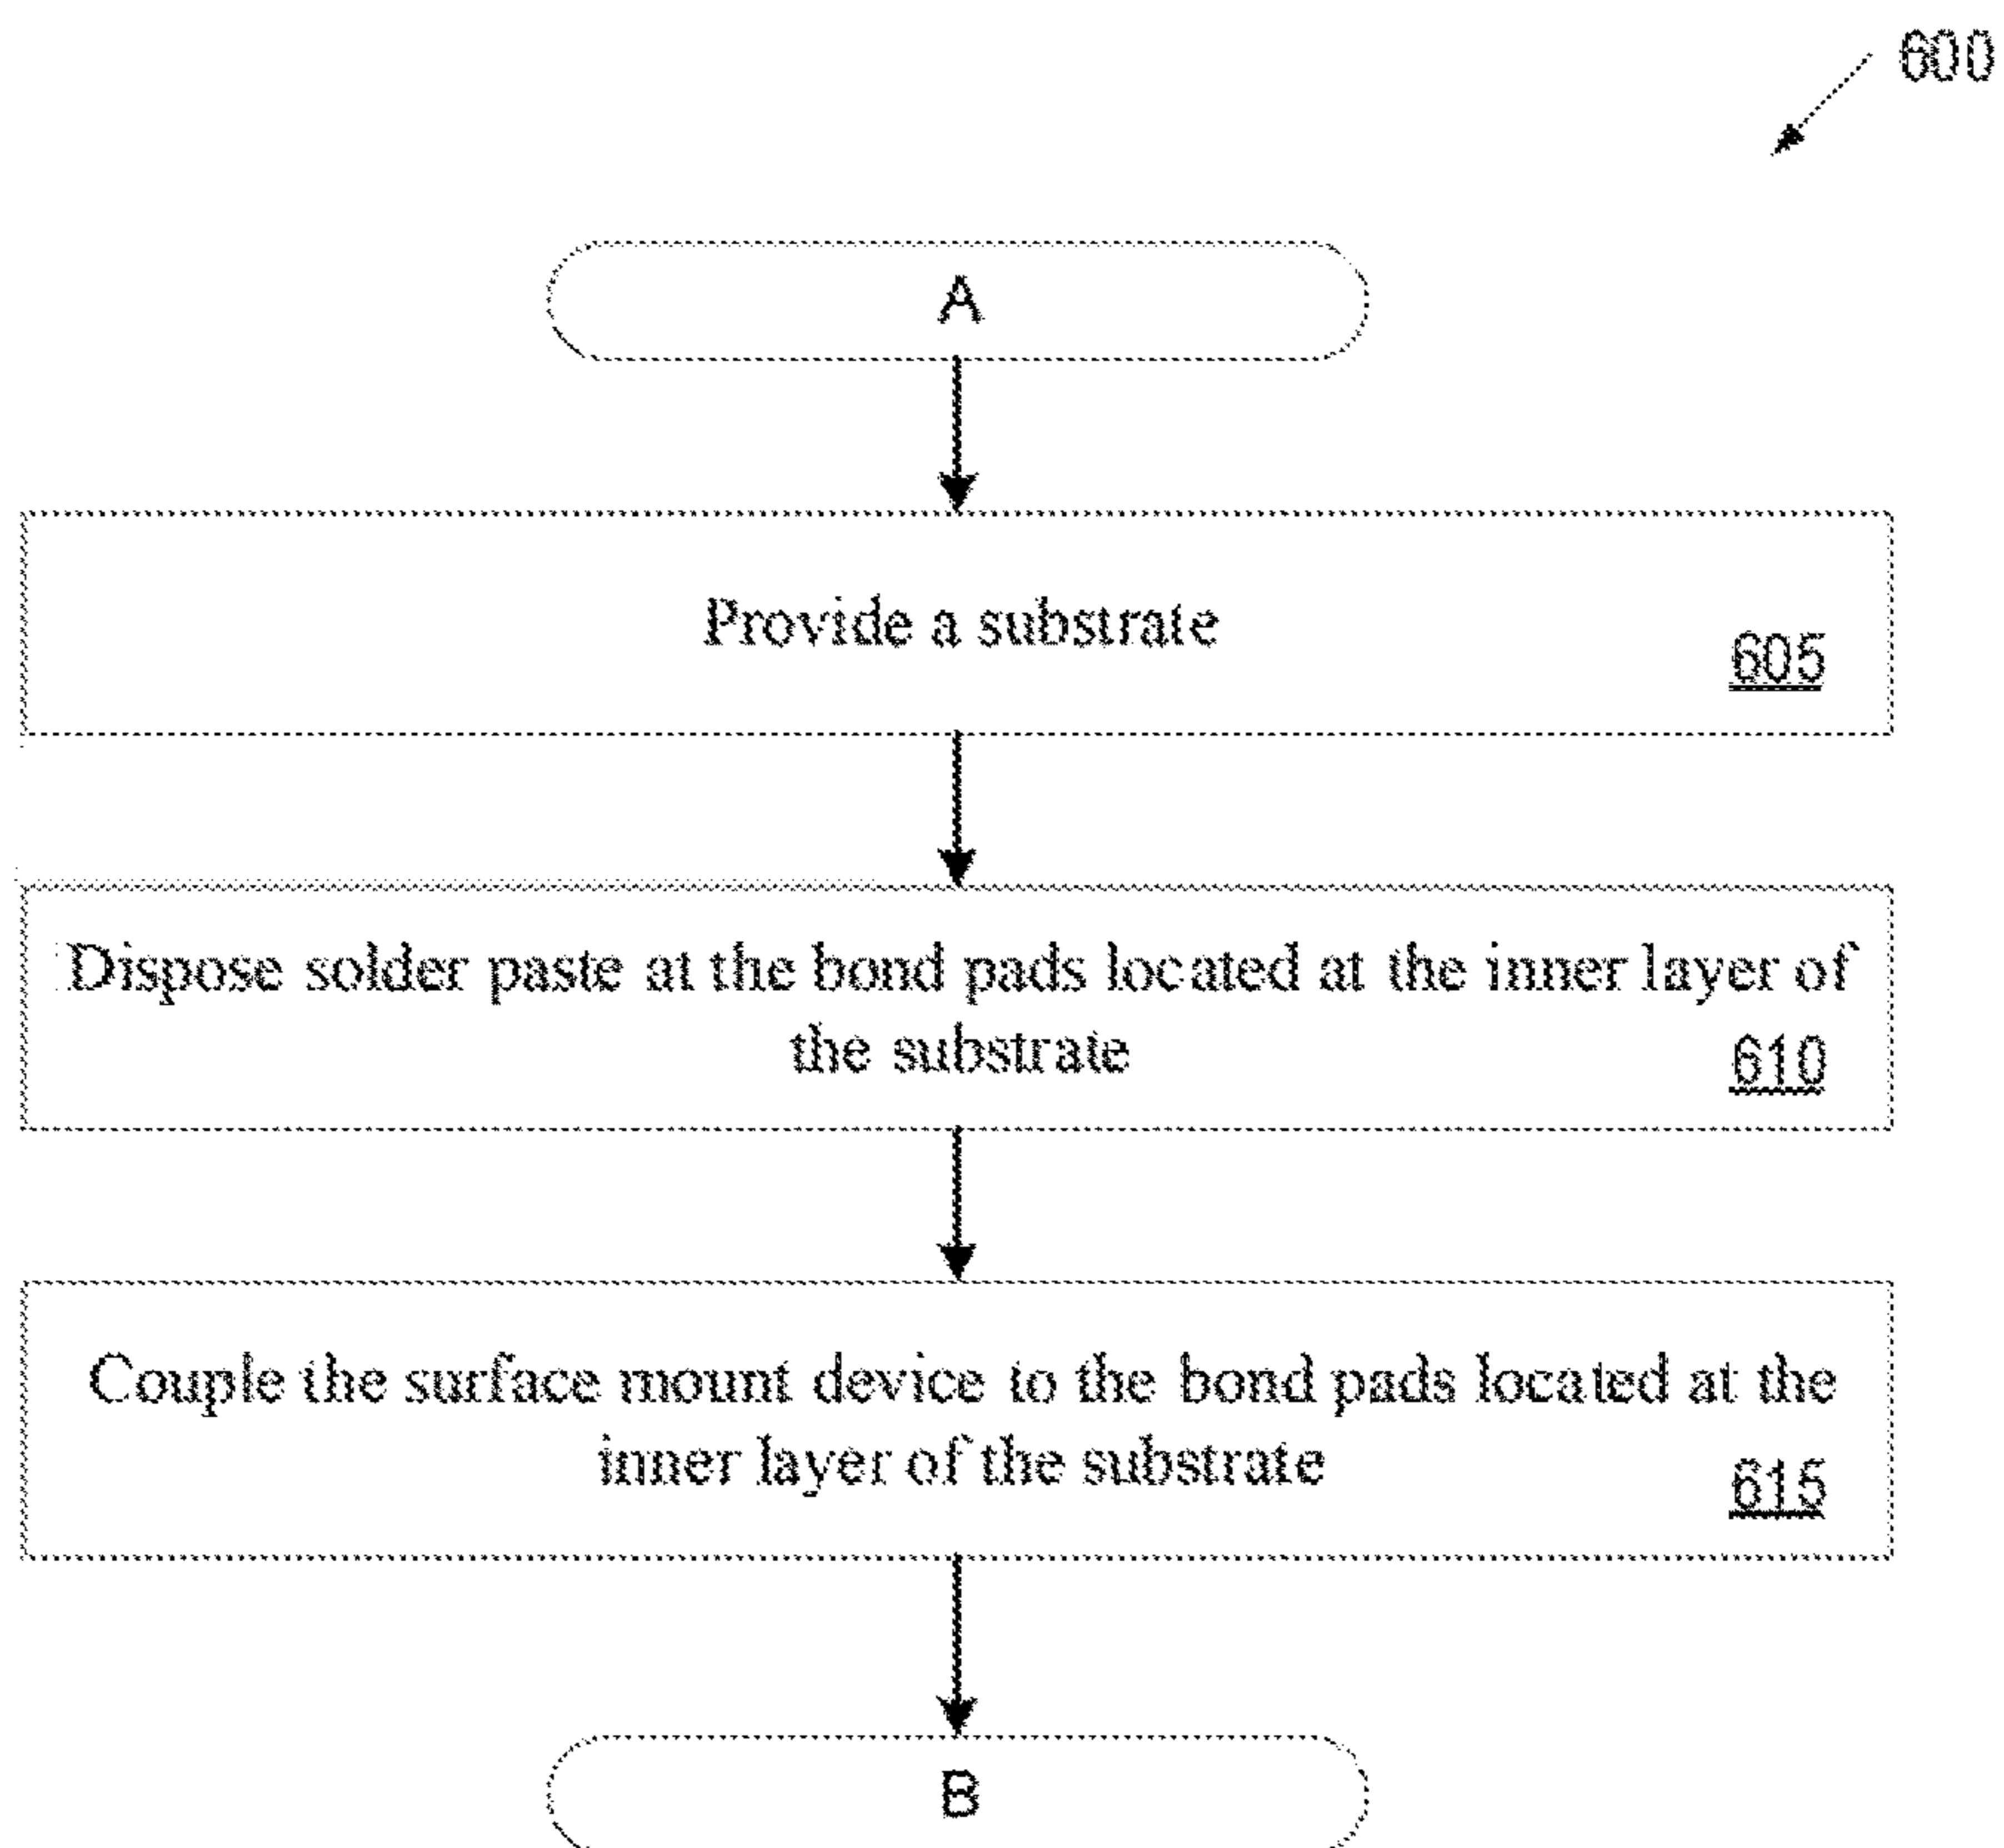 600
A
Provide a substrate
605
Dispose solder paste at the bond pads located at the inner layer of
the substrate
610
Couple the surface mount device to the bond pads located at the
inner layer of the substrate
615
B